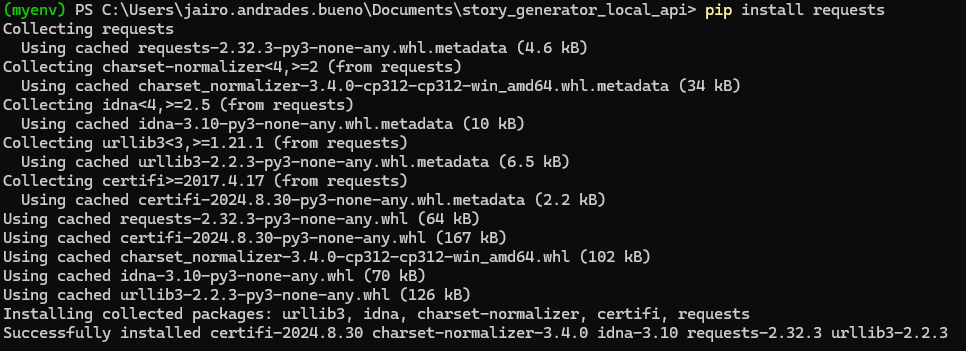 (myenv) PS C:\Users\jairo.andrades.bueno\Documents\story_generator_local_api> pip install requests
Collecting requests
  Using cached requests-2.32.3-py3-none-any.whl.metadata (4.6 kB)
Collecting charset-normalizer<4,>=2 (from requests)
  Using cached charset_normalizer-3.4.0-cp312-cp312-win_amd64.whl.metadata (34 kB)
Collecting idna<4,>=2.5 (from requests)
  Using cached idna-3.10-py3-none-any.whl.metadata (10 kB)
Collecting urllib3<3,>=1.21.1 (from requests)
  Using cached urllib3-2.2.3-py3-none-any.whl.metadata (6.5 kB)
Collecting certifi>=2017.4.17 (from requests)
  Using cached certifi-2024.8.30-py3-none-any.whl.metadata (2.2 kB)
Using cached requests-2.32.3-py3-none-any.whl (64 kB)
Using cached certifi-2024.8.30-py3-none-any.whl (167 kB)
Using cached charset_normalizer-3.4.0-cp312-cp312-win_amd64.whl (102 kB)
Using cached idna-3.10-py3-none-any.whl (70 kB)
Using cached urllib3-2.2.3-py3-none-any.whl (126 kB)
Installing collected packages: urllib3, idna, charset-normalizer, certifi, requests
Successfully installed certifi-2024.8.30 charset-normalizer-3.4.0 idna-3.10 requests-2.32.3 urllib3-2.2.3